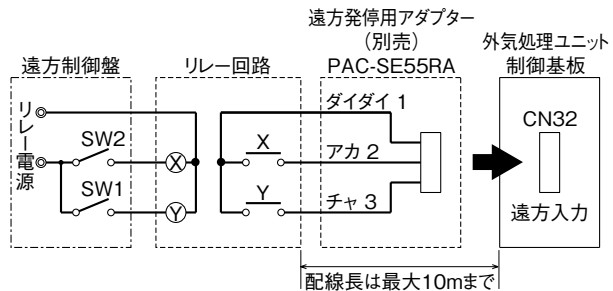 遠方発停用アダプター
(別売)
PAC-SE55RA
外気処理ユニット
制御基板
遠方制御盤
リレー回路
リレー電源
SW2
SW1
X
Y
X
Y
ダイダイ 1
アカ 2
チャ 3
CN32
遠方入力
配線長は最大10mまで